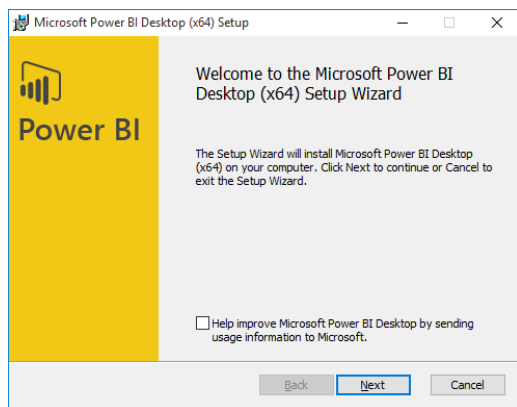 Microsoft Power BI Desktop (x64) Setup
Power BI
Welcome to the Microsoft Power BI
Desktop (x64) Setup Wizard
The Setup Wizard will install Microsoft Power BI Desktop
(x64) on your computer. Click Next to continue or Cancel to
exit the Setup Wizard.
Help improve Microsoft Power BI Desktop by sending
usage information to Microsoft.
Back Next Cancel